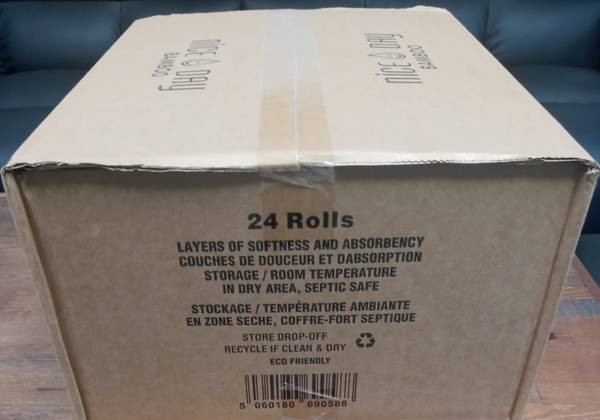 nice DAY
BAMBOO
nice DAY
BAMBOO
24 Rolls
LAYERS OF SOFTNESS AND ABSORBENCY
COUCHES DE DOUCEUR ET DABSORPTION
STORAGE / ROOM TEMPERATURE
IN DRY AREA, SEPTIC SAFE
STOCKAGE / TEMPÉRATURE AMBIANTE
EN ZONE SECHE, COFFRE-FORT SEPTIQUE
STORE DROP-OFF
RECYCLE IF CLEAN & DRY
ECO FRIENDLY
5 060180 690588